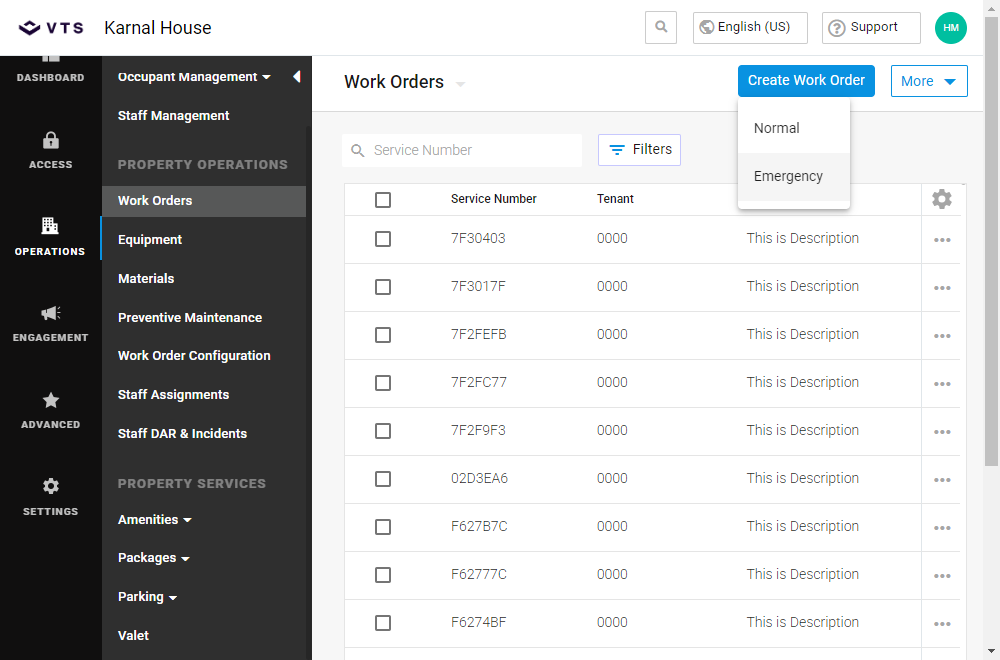 VTS
Karnal House
English (US)
Support
HM
DASHBOARD
ACCESS
OPERATIONS
ENGAGEMENT
ADVANCED
SETTINGS
Occupant Management
Staff Management
PROPERTY OPERATIONS
Work Orders
Equipment
Materials
Preventive Maintenance
Work Order Configuration
Staff Assignments
Staff DAR & Incidents
PROPERTY SERVICES
Amenities
Packages
Parking
Valet
Work Orders
Create Work Order
More
Normal
Emergency
Service Number
Filters
Service Number Tenant
7F30403 0000 This is Description
7F3017F 0000 This is Description
7F2FEFB 0000 This is Description
7F2FC77 0000 This is Description
7F2F9F3 0000 This is Description
02D3EA6 0000 This is Description
F627B7C 0000 This is Description
F62777C 0000 This is Description
F6274BF 0000 This is Description